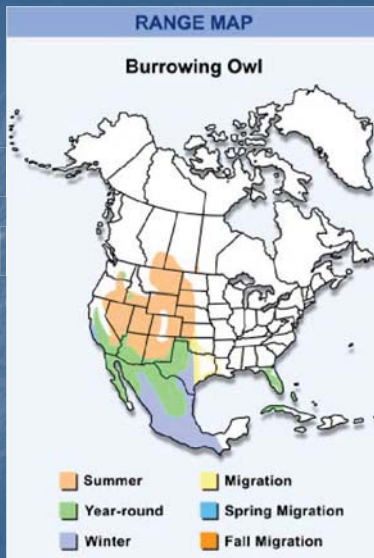 RANGE MAP
Burrowing Owl
Summer
Migration
Year-round
Spring Migration
Winter
Fall Migration